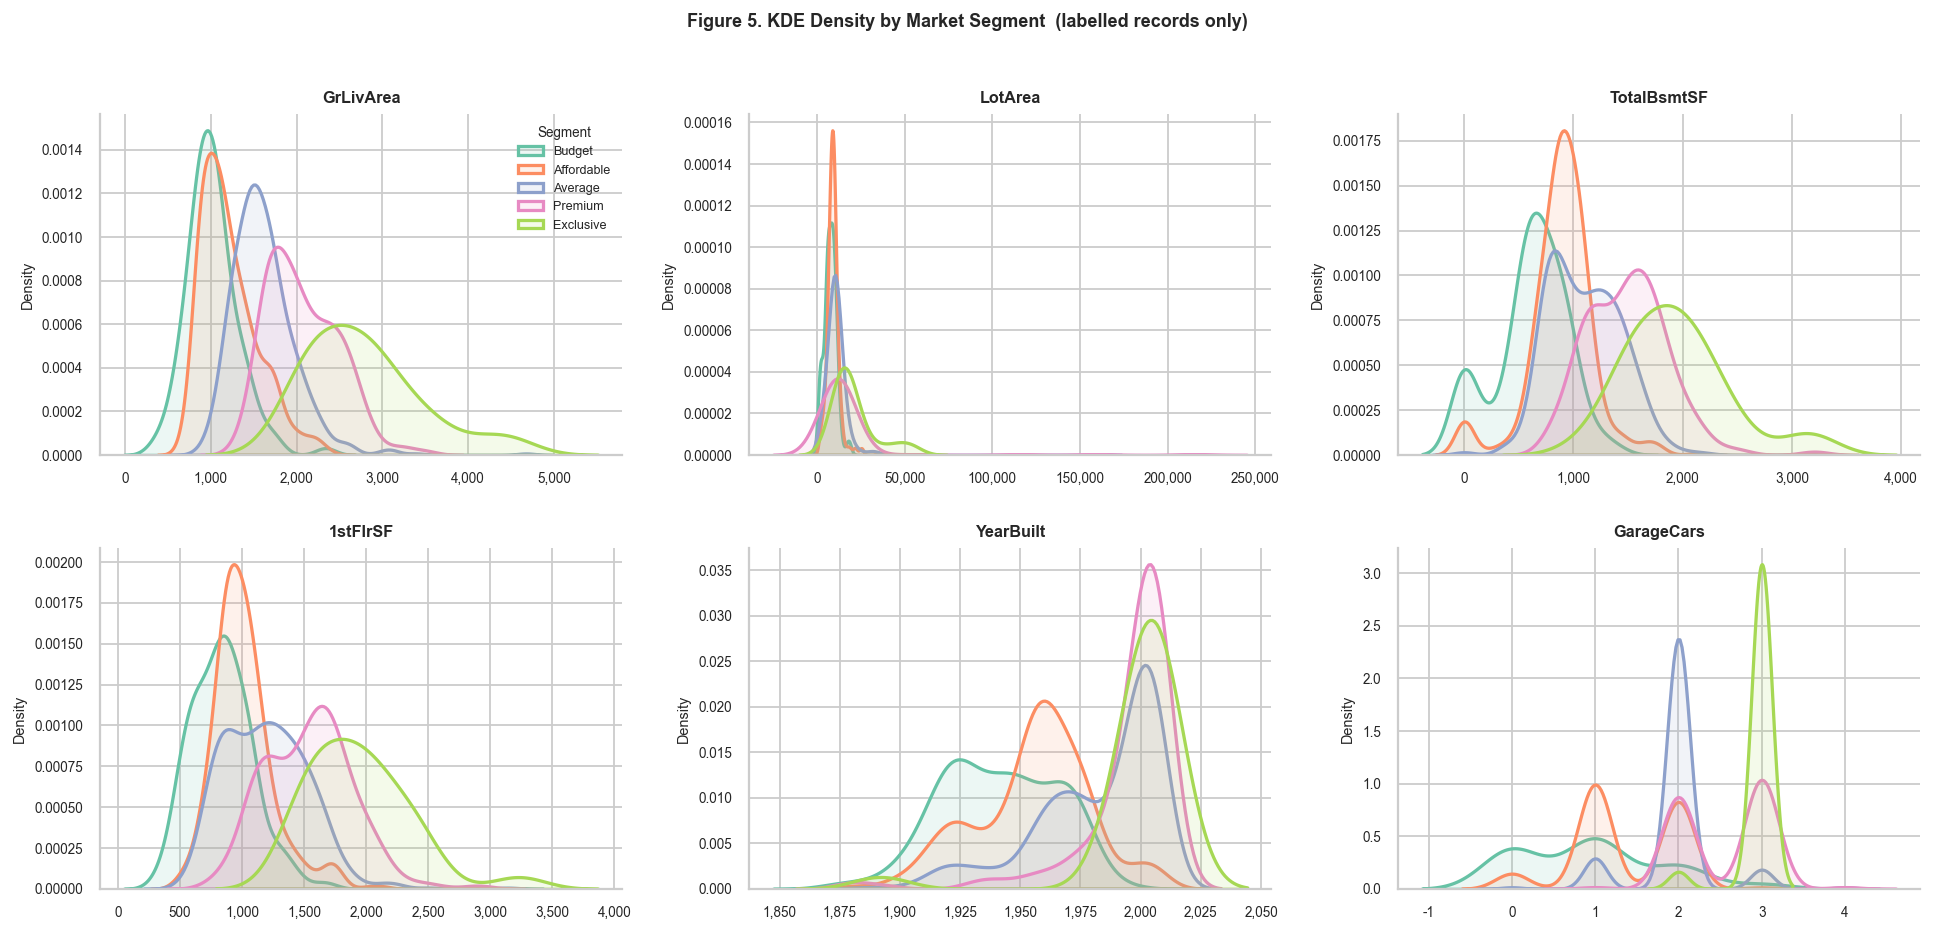 Figure 5. KDE Density by Market Segment  (labelled records only)
GrLivArea
Density
0.0014
0.0012
0.0010
0.0008
0.0006
0.0004
0.0002
0.0000
0 1,000 2,000 3,000 4,000 5,000
Segment
Budget
Affordable
Average
Premium
Exclusive
LotArea
Density
0.00016
0.00014
0.00012
0.00010
0.00008
0.00006
0.00004
0.00002
0.00000
0 50,000 100,000 150,000 200,000 250,000
TotalBsmtSF
Density
0.00175
0.00150
0.00125
0.00100
0.00075
0.00050
0.00025
0.00000
0 1,000 2,000 3,000 4,000
1stFlrSF
Density
0.00200
0.00175
0.00150
0.00125
0.00100
0.00075
0.00050
0.00025
0.00000
0 500 1,000 1,500 2,000 2,500 3,000 3,500 4,000
YearBuilt
Density
0.035
0.030
0.025
0.020
0.015
0.010
0.005
0.000
1,850 1,875 1,900 1,925 1,950 1,975 2,000 2,025 2,050
GarageCars
Density
3.0
2.5
2.0
1.5
1.0
0.5
0.0
-1 0 1 2 3 4